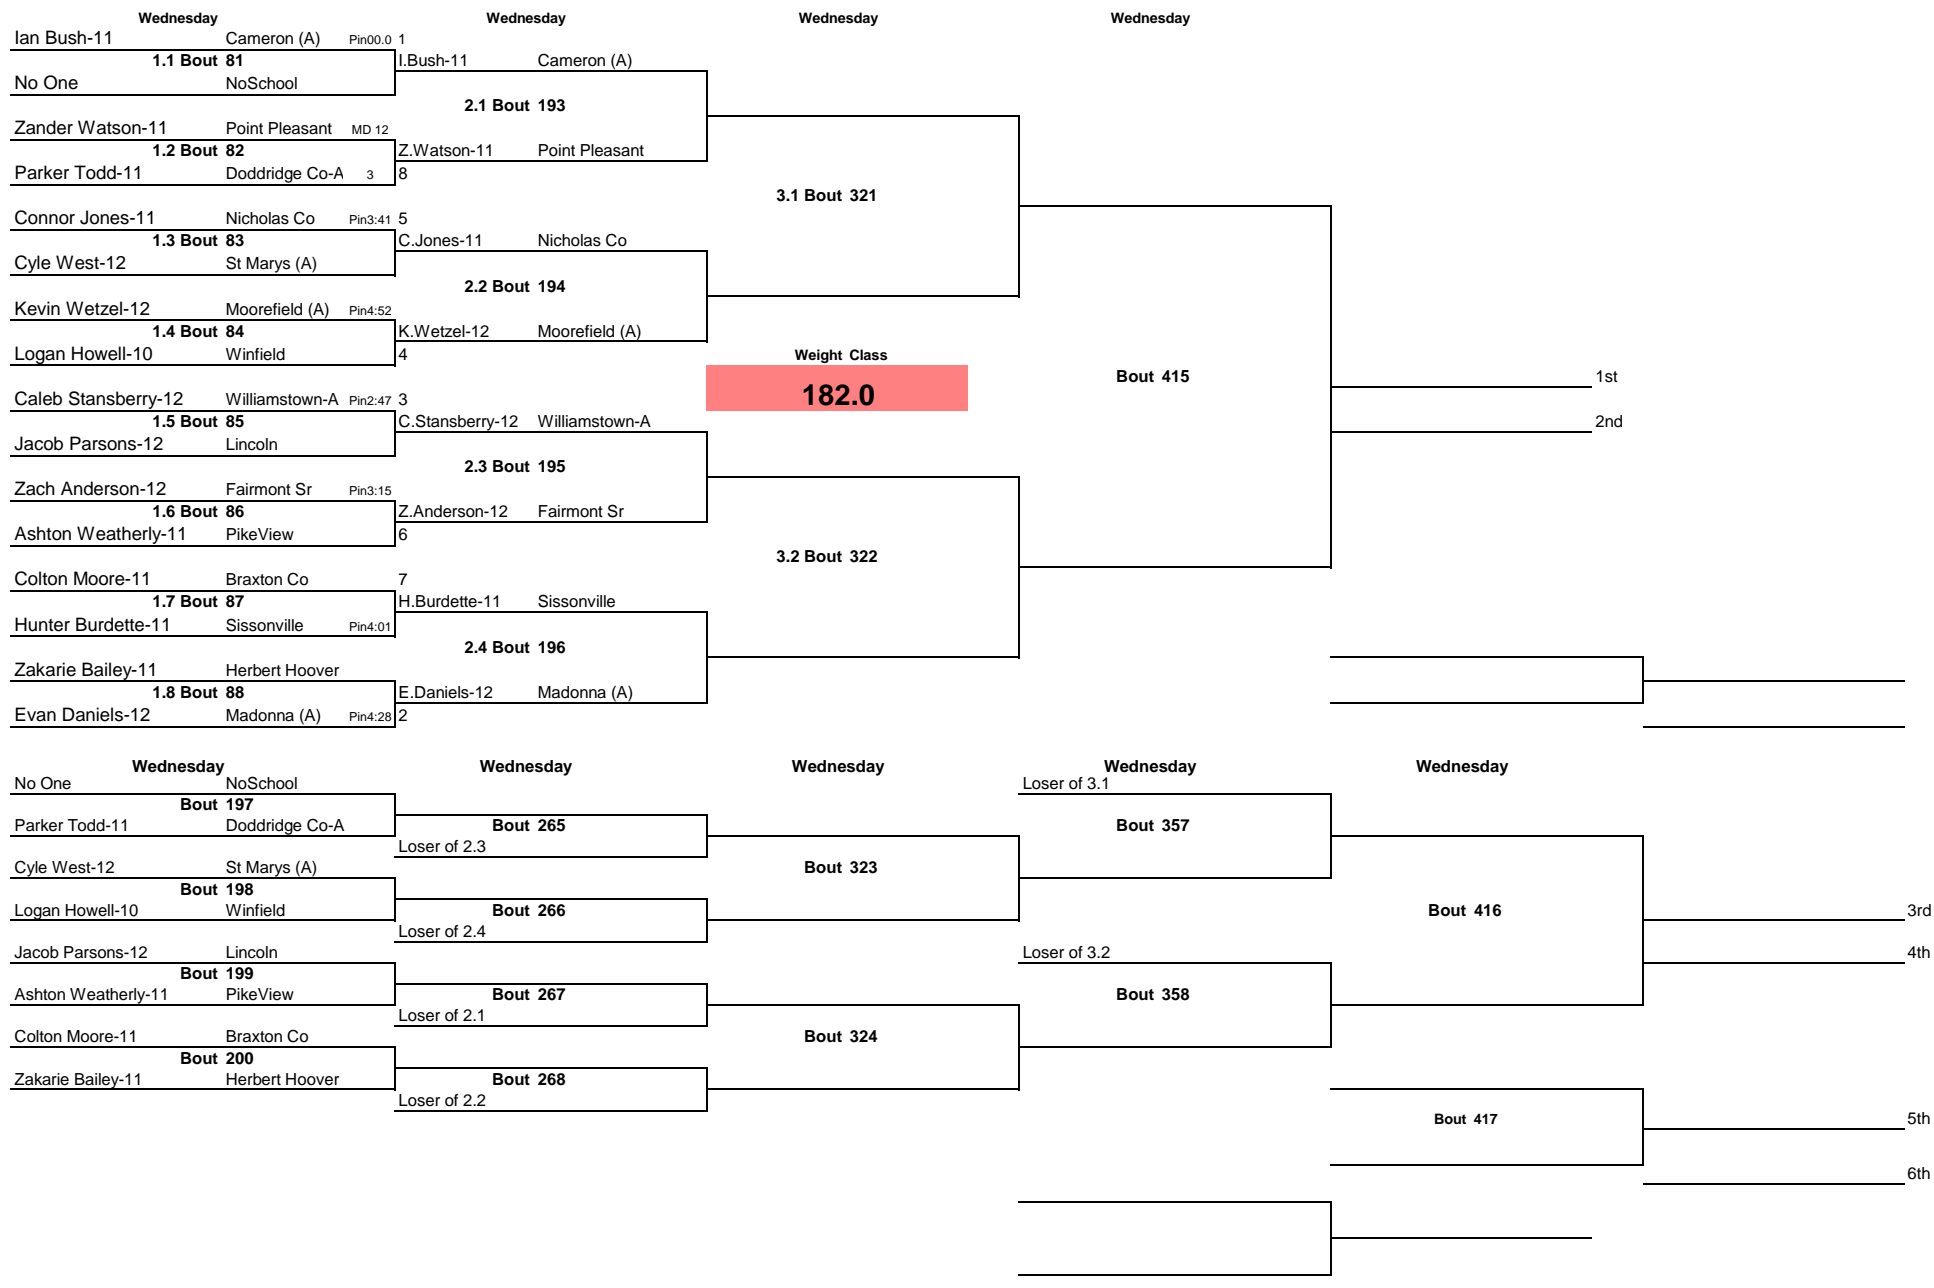 Wednesday Wednesday Wednesday Wednesday
Ian Bush-11 Cameron (A) Pin00.0 1
1.1 Bout 81 I.Bush-11 Cameron (A)
No One NoSchool
2.1 Bout 193
Zander Watson-11 Point Pleasant MD 12
1.2 Bout 82 Z.Watson-11 Point Pleasant
Parker Todd-11 Doddridge Co-A 3 8
3.1 Bout 321
Connor Jones-11 Nicholas Co Pin3:41 5
1.3 Bout 83 C.Jones-11 Nicholas Co
Cyle West-12 St Marys (A)
2.2 Bout 194
Kevin Wetzel-12 Moorefield (A) Pin4:52
1.4 Bout 84 K.Wetzel-12 Moorefield (A)
Logan Howell-10 Winfield 4 Weight Class
Bout 415 1st
Caleb Stansberry-12 Williamstown-A Pin2:47 3 182.0
1.5 Bout 85 C.Stansberry-12 Williamstown-A 2nd
Jacob Parsons-12 Lincoln
2.3 Bout 195
Zach Anderson-12 Fairmont Sr Pin3:15
1.6 Bout 86 Z.Anderson-12 Fairmont Sr
Ashton Weatherly-11 PikeView 6
3.2 Bout 322
Colton Moore-11 Braxton Co 7
1.7 Bout 87 H.Burdette-11 Sissonville
Hunter Burdette-11 Sissonville Pin4:01
2.4 Bout 196
Zakarie Bailey-11 Herbert Hoover
1.8 Bout 88 E.Daniels-12 Madonna (A)
Evan Daniels-12 Madonna (A) Pin4:28 2
Wednesday Wednesday Wednesday Wednesday Wednesday
No One NoSchool Loser of 3.1
Bout 197
Parker Todd-11 Doddridge Co-A Bout 265 Bout 357
Loser of 2.3
Cyle West-12 St Marys (A) Bout 323
Bout 198
Logan Howell-10 Winfield Bout 266 Bout 416 3rd
Loser of 2.4
Jacob Parsons-12 Lincoln Loser of 3.2 4th
Bout 199
Ashton Weatherly-11 PikeView Bout 267 Bout 358
Loser of 2.1
Colton Moore-11 Braxton Co Bout 324
Bout 200
Zakarie Bailey-11 Herbert Hoover Bout 268
Loser of 2.2
Bout 417 5th
6th